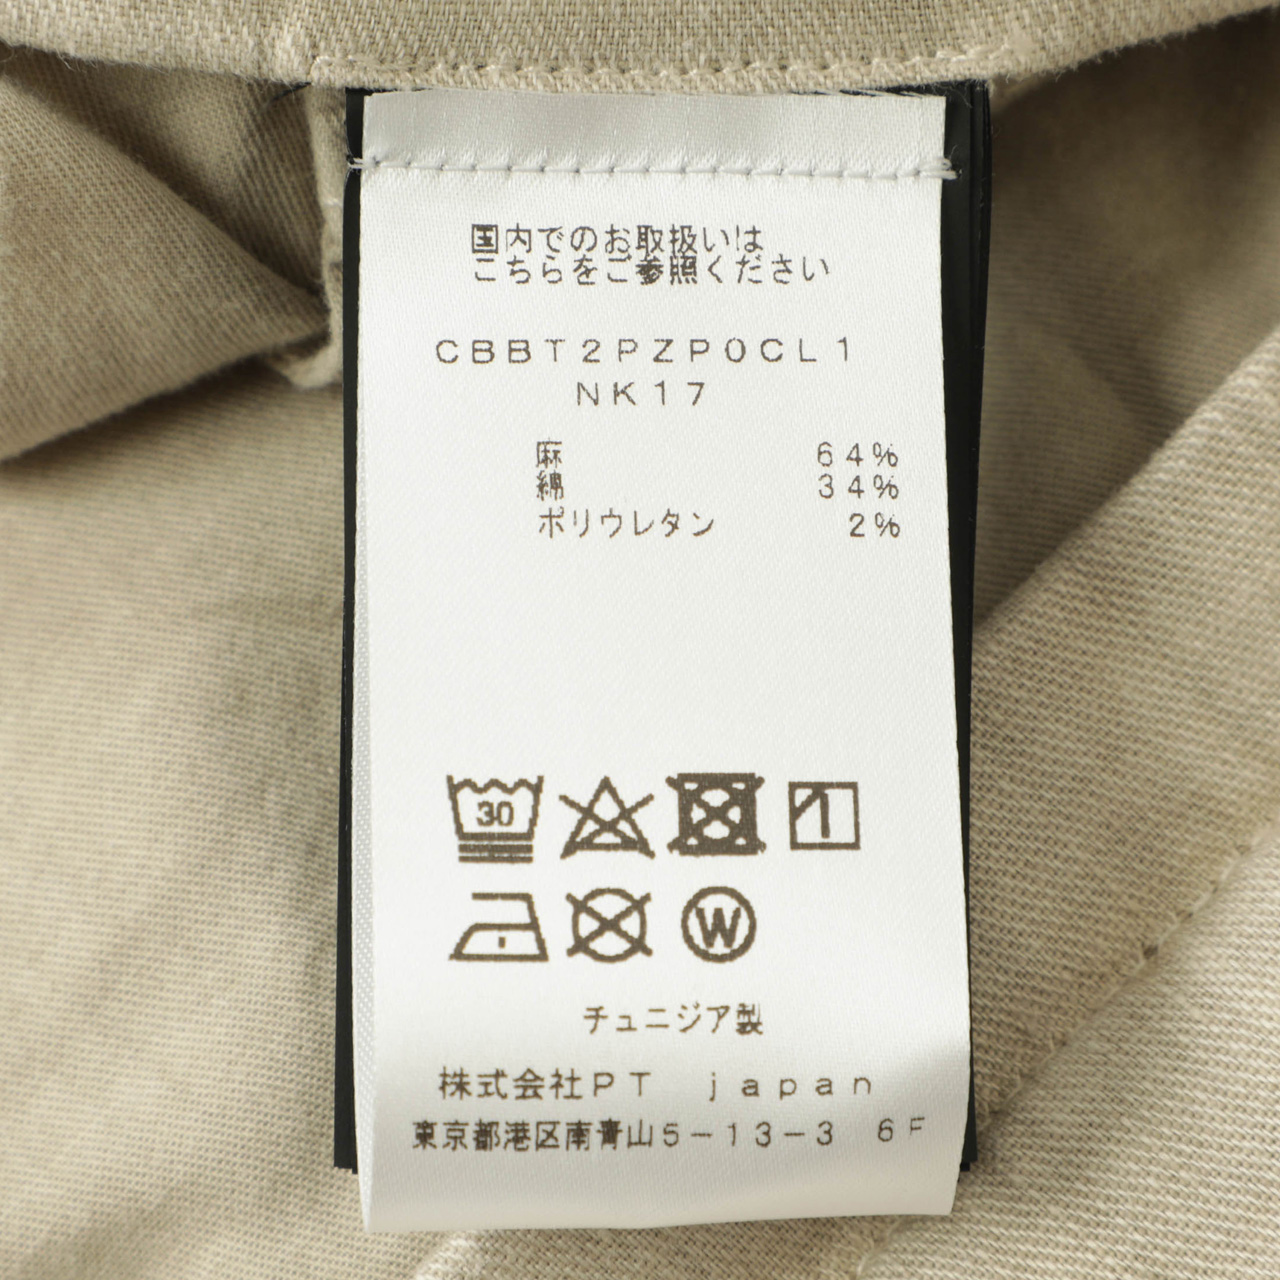 国内でのお取扱いは
こちらをご参照ください
CBBT2PZP0CL1
NK17
麻 64%
綿 34%
ポリウレタン 2%
30
W
チュニジア製
株式会社PT japan
東京都港区南青山5-13-3 6F